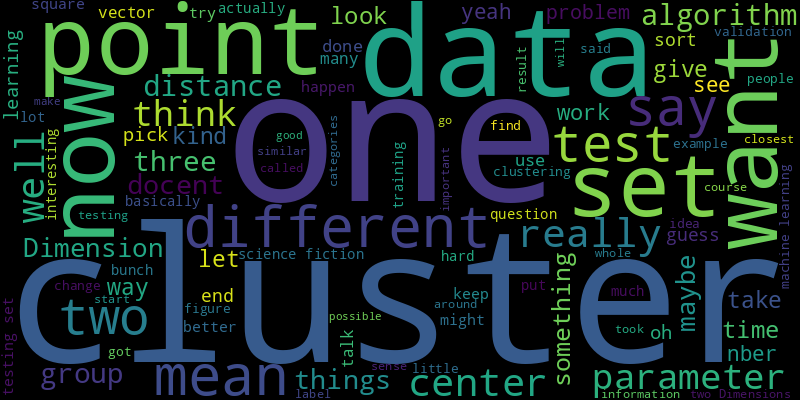 square
vector
try
actually
yeah
problem
algorithm
point
data
look
sort
validation
learning
done
many
result
will
said
want
give
see
people
distance
happen
now
one
say
work
lot
make
think
pick
kind
good
go
find
test
example
closest
well
interesting
three
similar
called
categories
training
important
use
clustering
set
course
docent
testing
basically
different
question
really
idea
guess
machine learning
Dimension
let
science fiction
hard
whole
cluster
bunch
way
change
start
end
keep
put
something
much
maybe
take
two
figure
better
possible
around
might
took
oh
time
testing set
got
talk
nber
group
mean
sense
little
things
label
center
parameter
information
two Dimensions